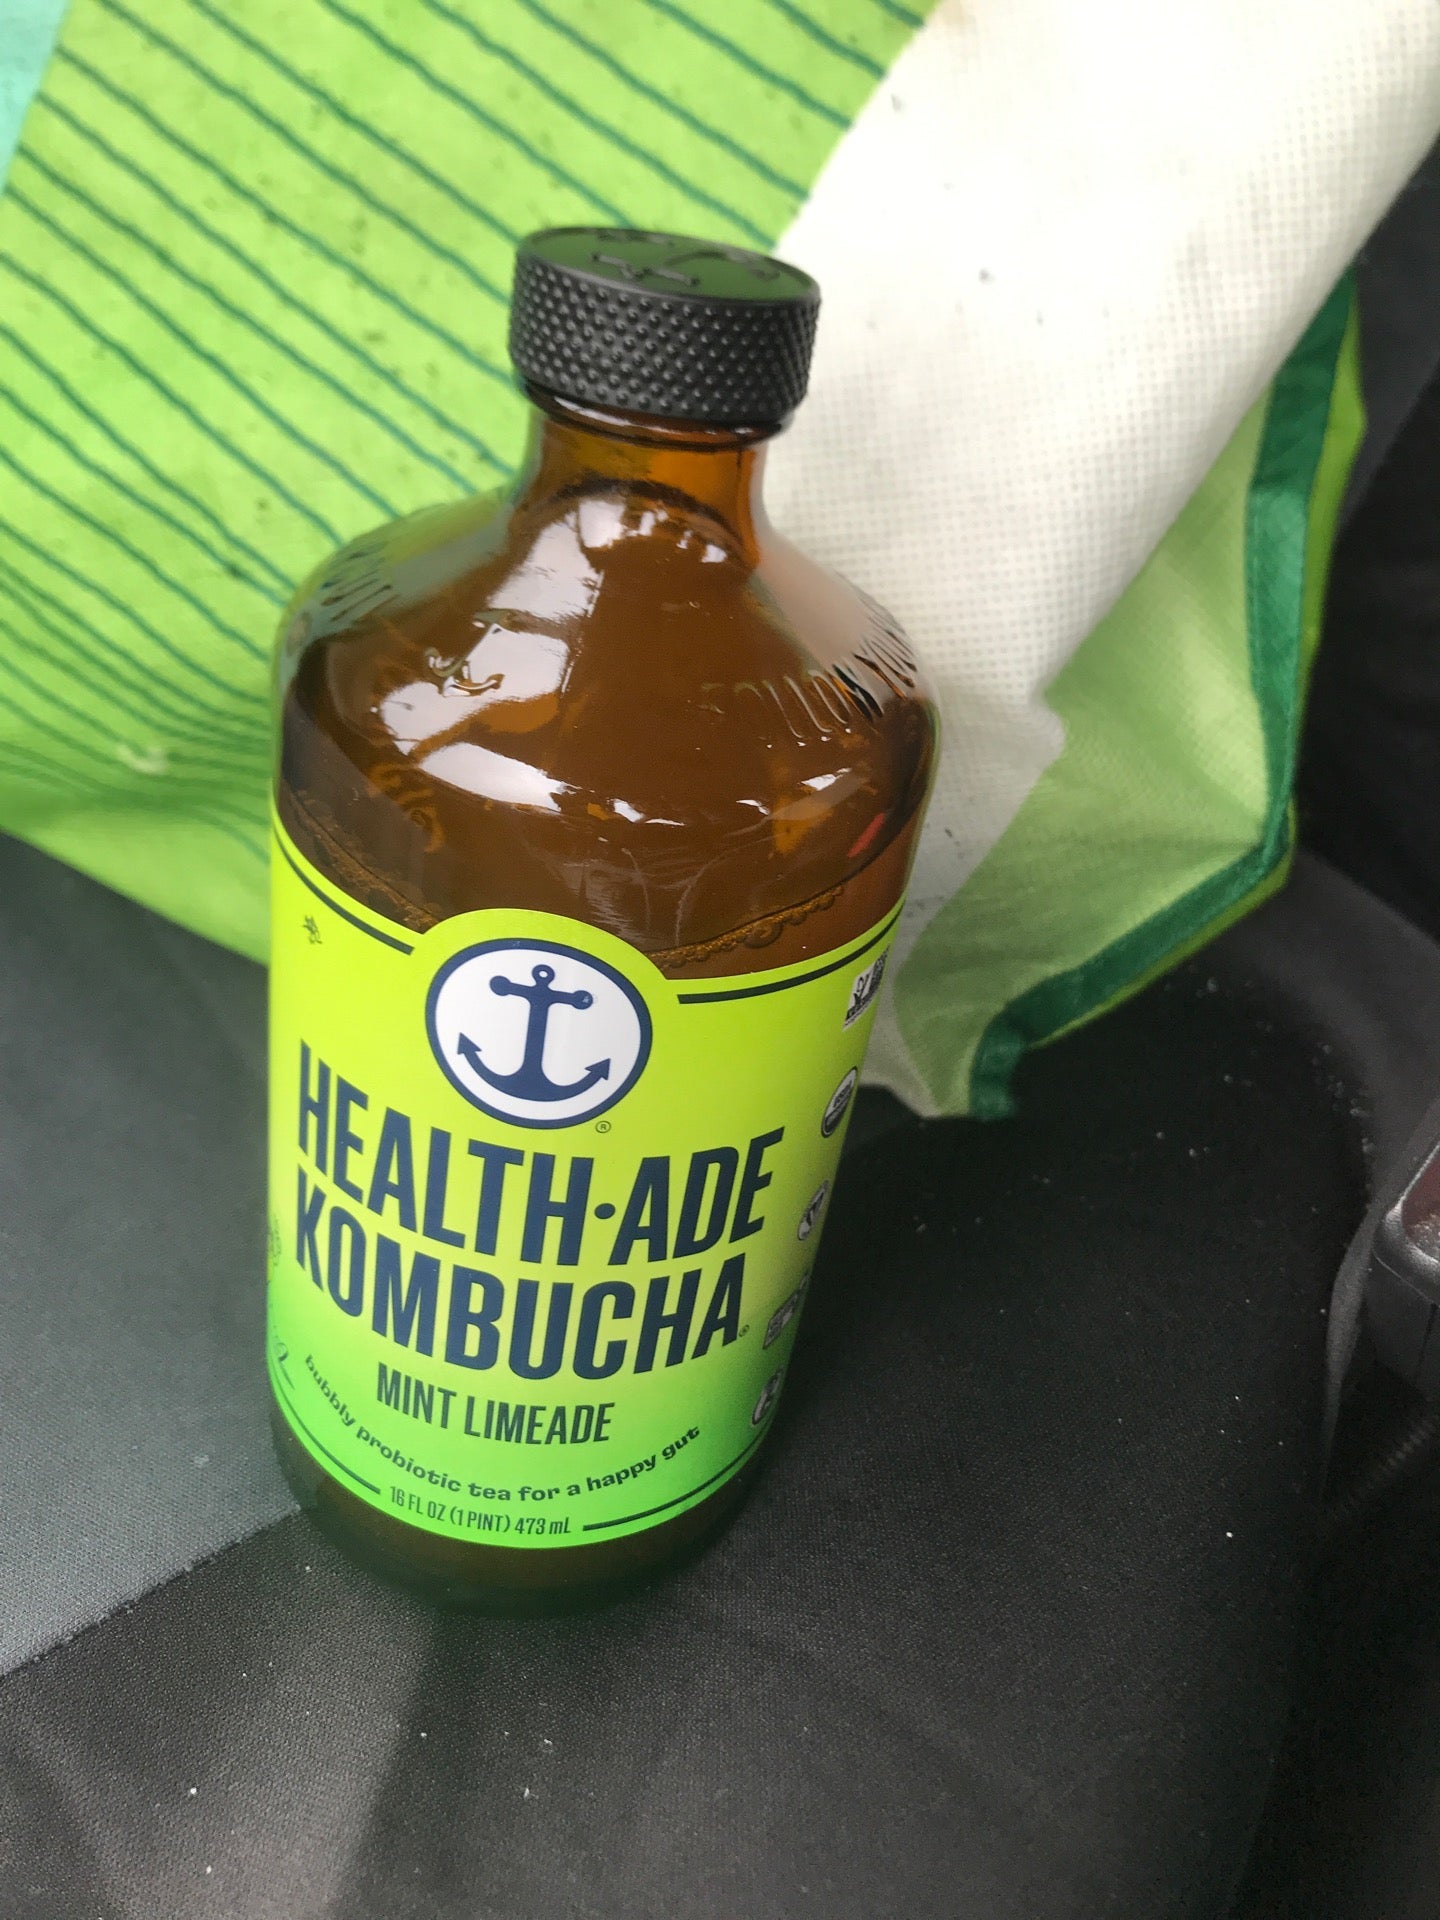 HEALTH·ADE
KOMBUCHA®
MINT LIMEADE
bubbly probiotic tea for a happy gut
16 FL OZ (1 PINT) 473 mL